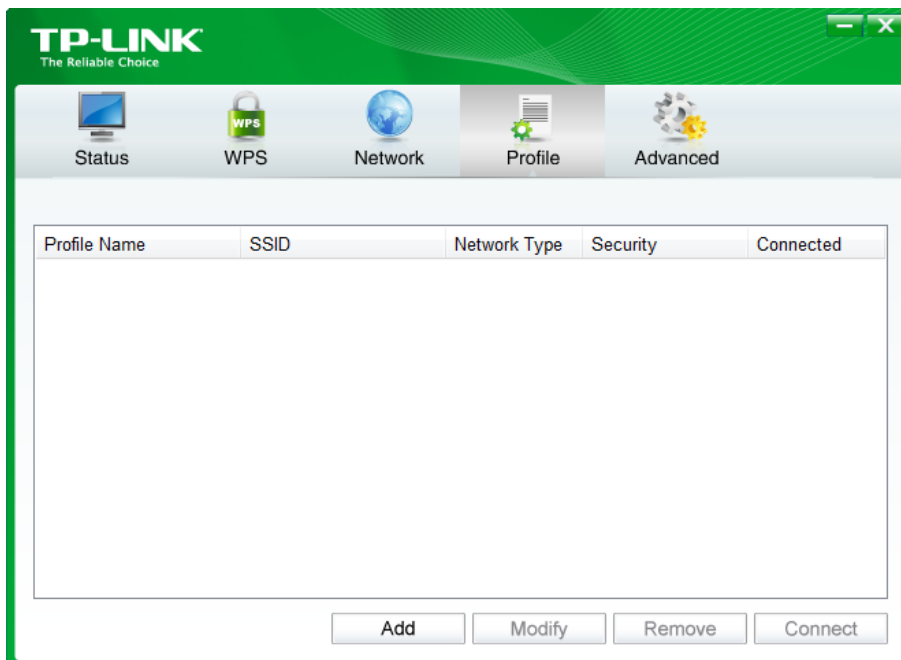 TP-LINK
The Reliable Choice
WPS
Status WPS Network Profile Advanced
Profile Name SSID Network Type Security Connected
Add Modify Remove Connect